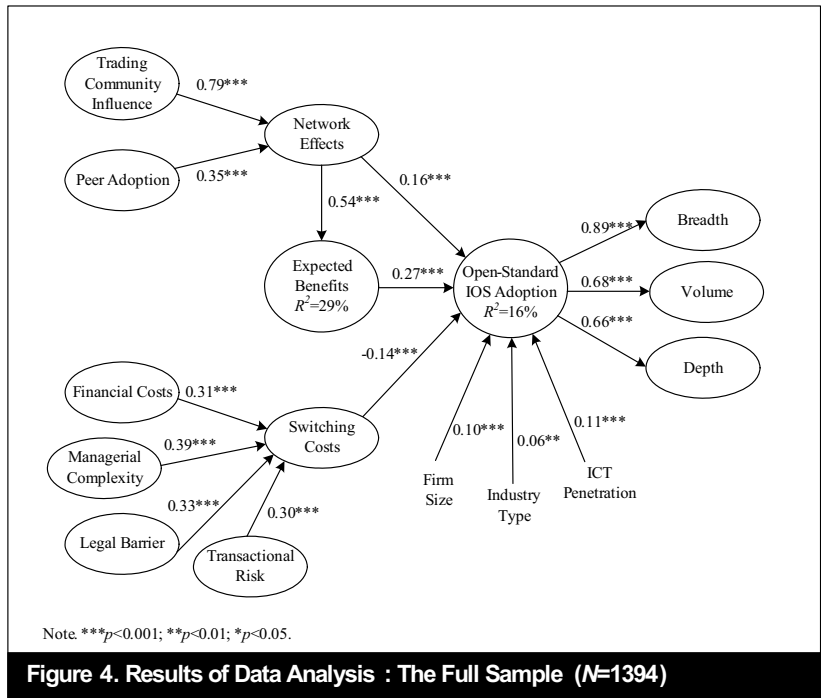 Trading
Community
Influence
0.79***
Network
Effects
Peer Adoption
0.35***
0.16***
0.54***
Breadth
0.89***
Expected
Benefits
R²=29%
0.27***
Open-Standard
IOS Adoption
R²=16%
0.68***
Volume
0.66***
Depth
-0.14***
Financial Costs
0.31***
Switching
Costs
Managerial
Complexity
0.39***
0.10***
0.06**
0.11***
Firm
Size
Industry
Type
ICT
Penetration
0.33***
0.30***
Legal Barrier
Transactional
Risk
Note. ***p<0.001; **p<0.01; *p<0.05.
Figure 4. Results of Data Analysis : The Full Sample (N=1394)